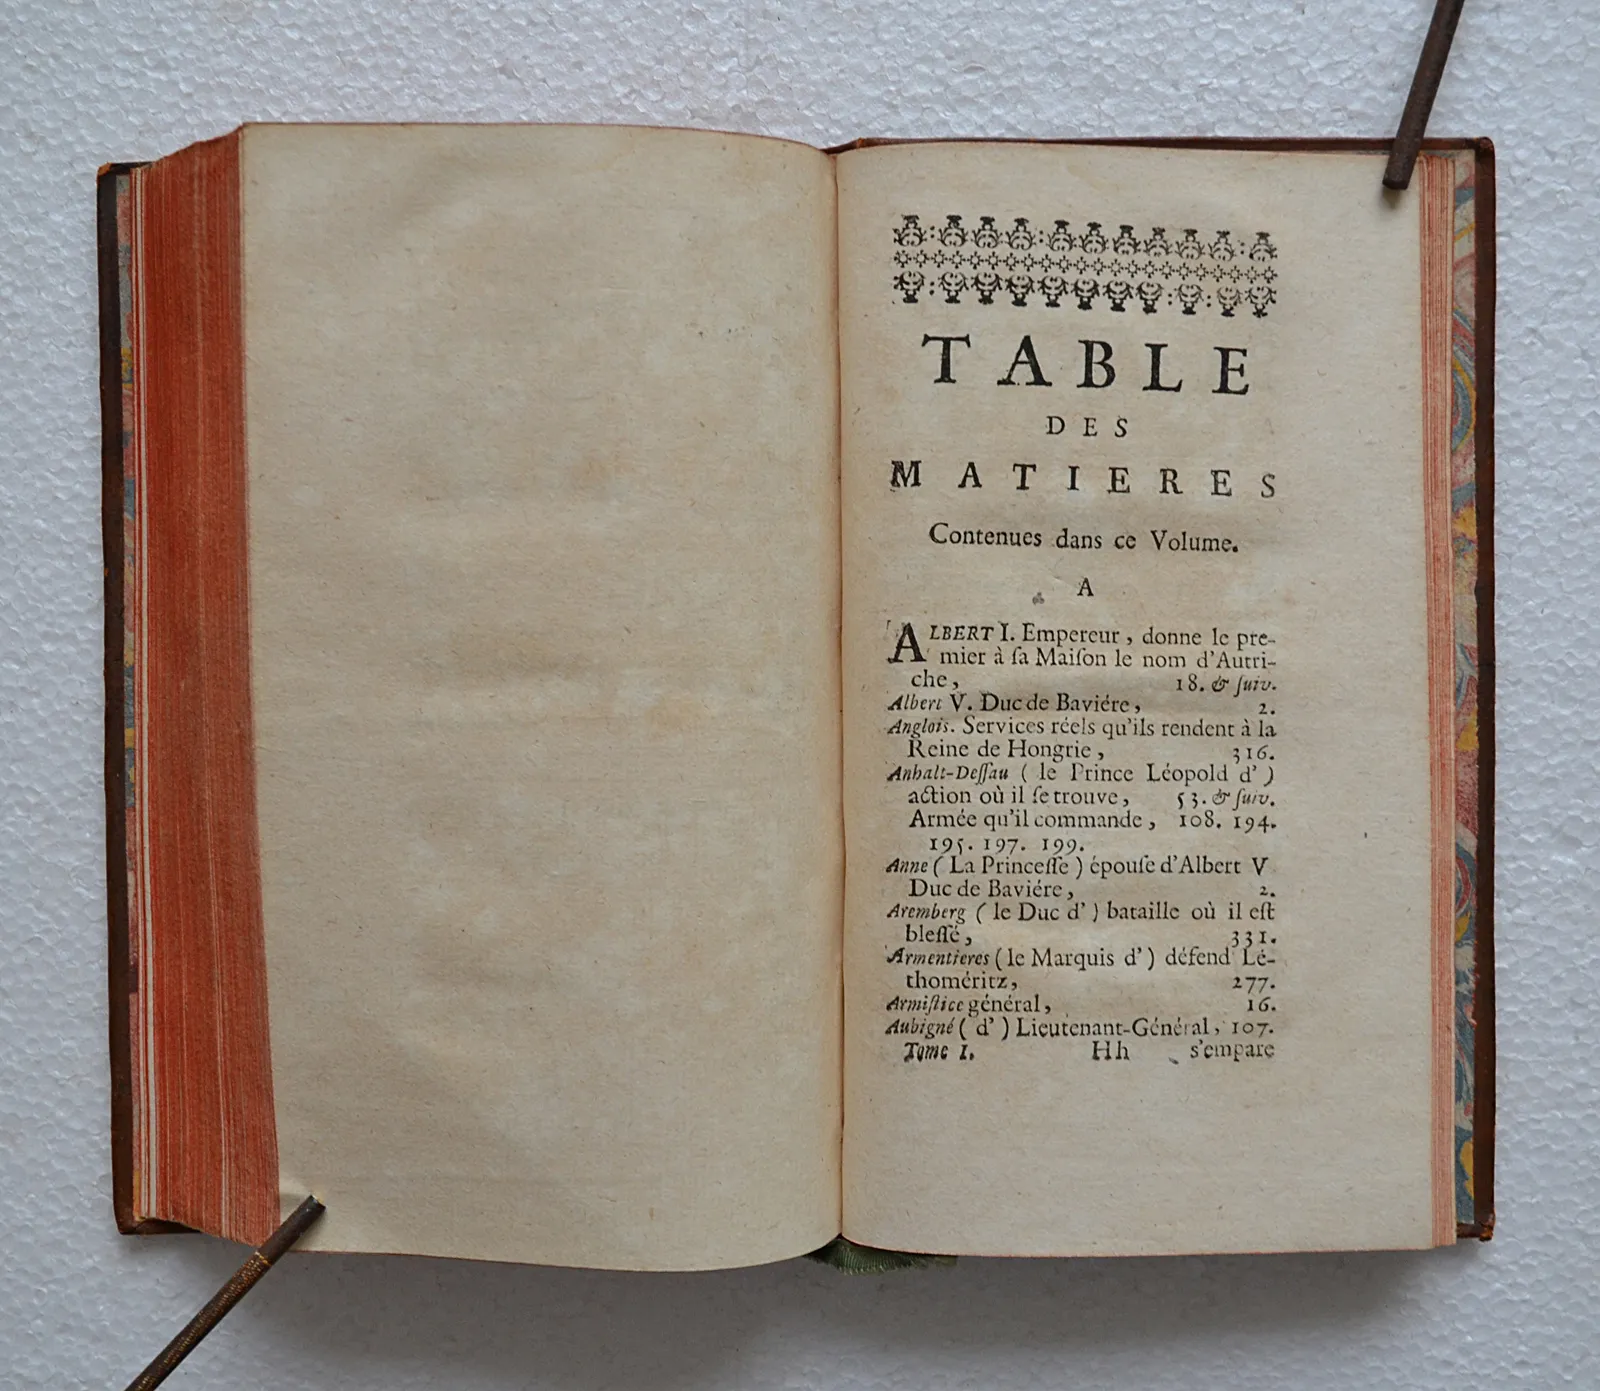 TABLE
DES
MATIERES
Contenues dans ce Volume.
A
ALBERT I. Empereur, donne le pre-
mier à ſa Maiſon le nom d'Autri-
che, 18. & ſuiv.
Albert V. Duc de Baviére, 2.
Anglois. Services réels qu'ils rendent à la
Reine de Hongrie, 316.
Anhalt-Deſſau ( le Prince Léopold d' )
action où il ſe trouve, 53. & ſuiv.
Armée qu'il commande, 108. 194.
195. 197. 199.
Anne ( La Princeſſe ) épouſe d'Albert V
Duc de Baviére, 2.
Aremberg ( le Duc d' ) bataille où il eſt
bleſſé, 331.
Armentieres ( le Marquis d' ) défend Lé-
thoméritz, 277.
Armiſtice général, 16.
Aubigné ( d' ) Lieutenant-Général, 107.
Tome I. Hh s'empare